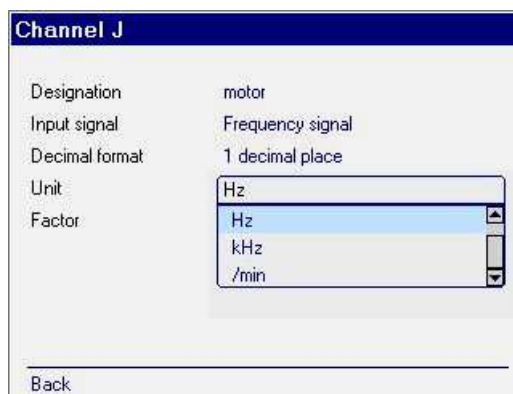 Channel J
Designation motor
Input signal Frequency signal
Decimal format 1 decimal place
Unit Hz
Factor Hz
kHz
/min
Back